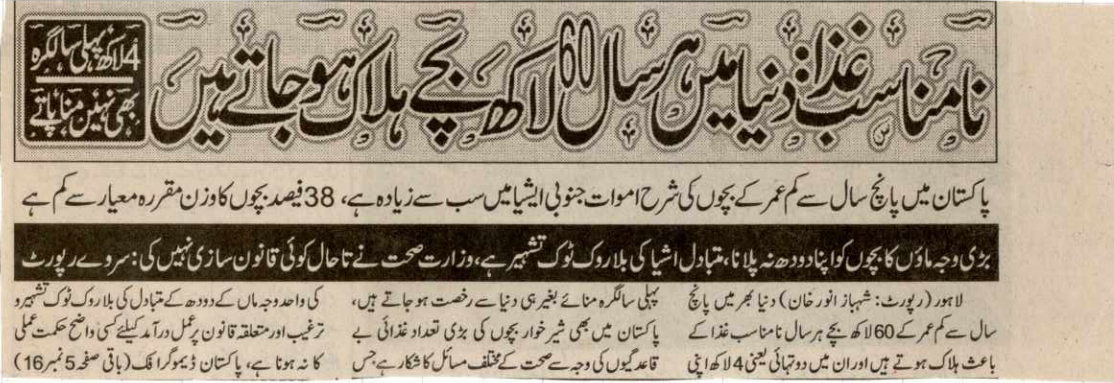 نامناسب غذا: دنیا میں ہر سال 60 لاکھ بچے ہلاک ہو جاتے ہیں
4 لاکھ پہلی سالگرہ
بھی نہیں منا پاتے
پاکستان میں پانچ سال سے کم عمر کے بچوں کی شرح اموات جنوبی ایشیا میں سب سے زیادہ ہے، 38 فیصد بچوں کا وزن مقررہ معیار سے کم ہے
بڑی وجہ ماؤں کا بچوں کو اپنا دودھ نہ پلانا، متبادل اشیا کی بلا روک ٹوک تشہیر ہے، وزارت صحت نے تاحال کوئی قانون سازی نہیں کی: سروے رپورٹ
لاہور (رپورٹ: شہباز انور خان) دنیا بھر میں پانچ
سال سے کم عمر کے 60 لاکھ بچے ہر سال نامناسب غذا کے
باعث ہلاک ہوتے ہیں اور ان میں دو تہائی یعنی 4 لاکھ اپنی
پہلی سالگرہ منائے بغیر ہی دنیا سے رخصت ہو جاتے ہیں،
پاکستان میں بھی شیر خوار بچوں کی بڑی تعداد غذائی بے
قاعدگیوں کی وجہ سے صحت کے مختلف مسائل کا شکار ہے جس
کی واحد وجہ ماں کے دودھ کے متبادل کی بلا روک ٹوک تشہیر و
ترغیب اور متعلقہ قانون پر عمل درآمد کیلئے کسی واضح حکمت عملی
کا نہ ہونا ہے، پاکستان ڈیموگرافک (باقی صفحہ 5 نمبر 16)